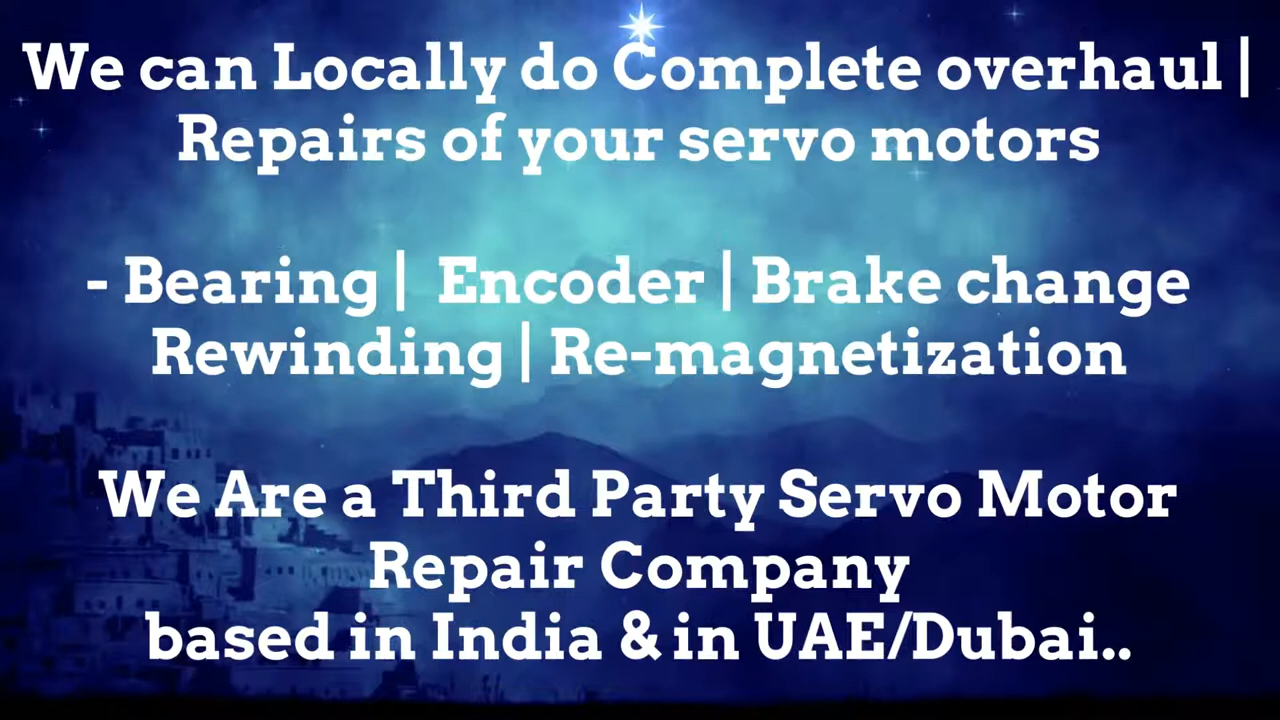 We can Locally do Complete overhaul |
Repairs of your servo motors
- Bearing |  Encoder | Brake change
Rewinding | Re-magnetization
We Are a Third Party Servo Motor
Repair Company
based in India & in UAE/Dubai..